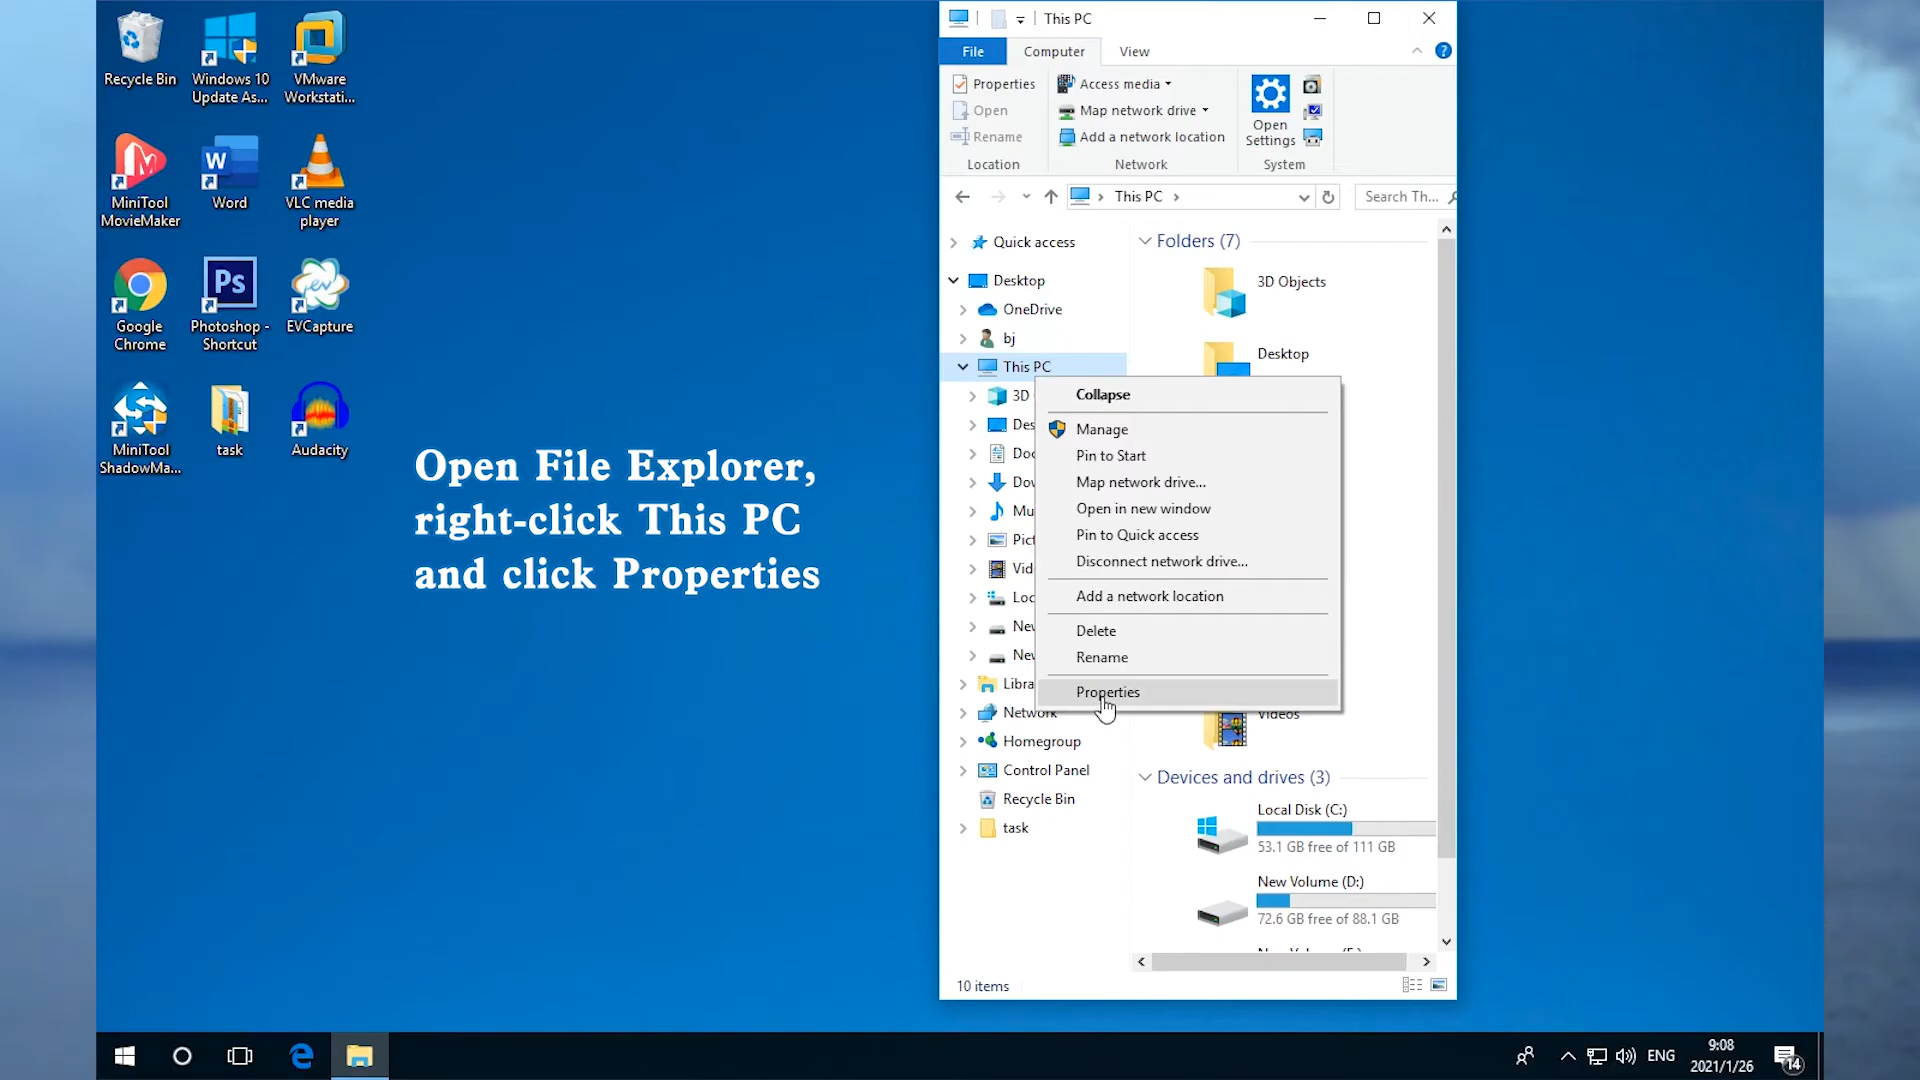 Recycle Bin
Windows 10
Update As...
VMware
Workstati...
MiniTool
MovieMaker
W
Word
VLC media
player
Google
Chrome
Ps
Photoshop -
Shortcut
ev
EVCapture
MiniTool
ShadowMa...
task
Audacity
Open File Explorer,
right-click This PC
and click Properties
This PC
File
Computer
View
?
Properties
Open
Rename
Location
Access media
Map network drive
Add a network location
Network
Open
Settings
System
This PC
Search Th...
Quick access
Desktop
OneDrive
bj
This PC
3D
Des
Doc
Dov
Mu
Pict
Vid
Loc
Nev
Nev
Libra
Network
Homegroup
Control Panel
Recycle Bin
task
Collapse
Manage
Pin to Start
Map network drive...
Open in new window
Pin to Quick access
Disconnect network drive...
Add a network location
Delete
Rename
Properties
Folders (7)
3D Objects
Desktop
Videos
Devices and drives (3)
Local Disk (C:)
53.1 GB free of 111 GB
New Volume (D:)
72.6 GB free of 88.1 GB
10 items
ENG
9:08
2021/1/26
14